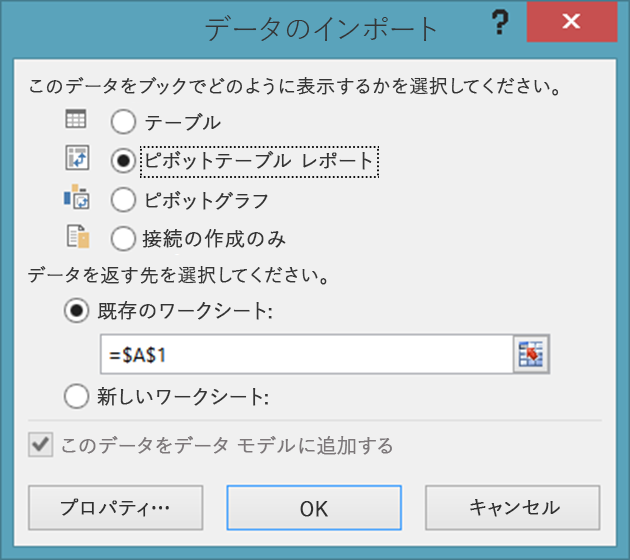 データのインポート
?
このデータをブックでどのように表示するかを選択してください。
テーブル
ピボットテーブル レポート
ピボットグラフ
接続の作成のみ
データを返す先を選択してください。
既存のワークシート:
=$A$1
新しいワークシート:
このデータをデータ モデルに追加する
プロパティ…
OK
キャンセル